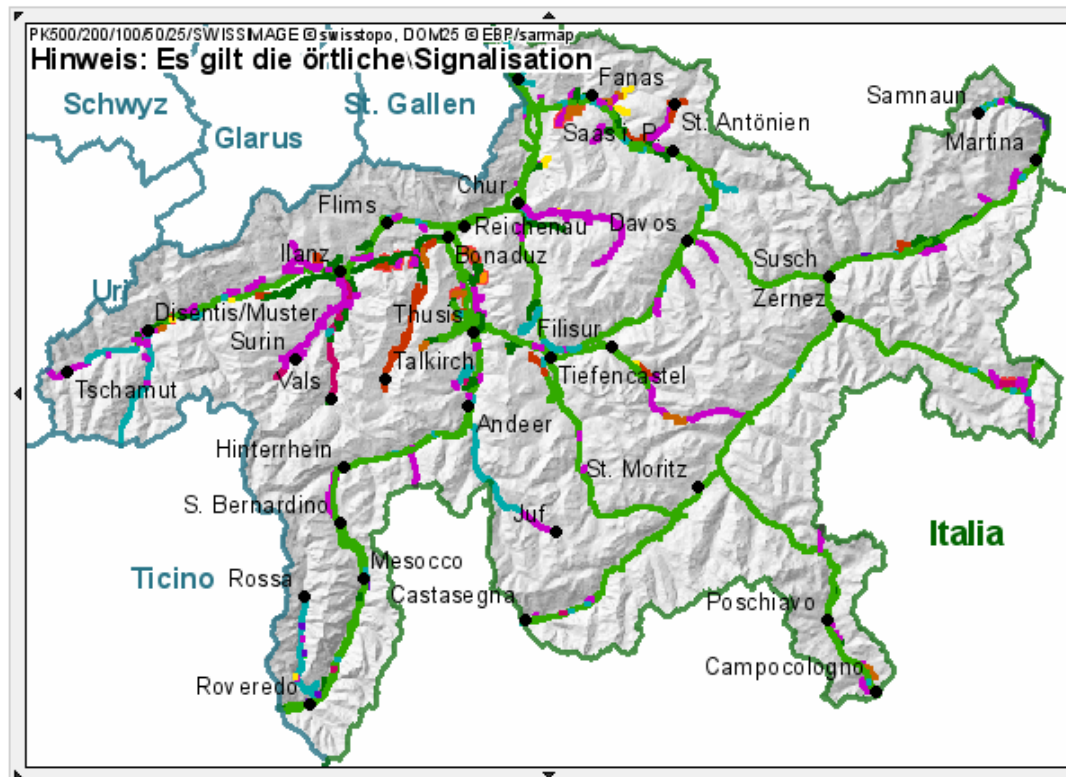 PK500/200/100/50/25/SWISSIMAGE © swisstopo, DOM25 © EBP/sarmap
Hinweis: Es gilt die örtliche Signalisation
Schwyz
St. Gallen
Glarus
Fanas
Samnaun
St. Antönien
Saas i. P.
Martina
Chur
Flims
Reichenau
Davos
Ilanz
Bonaduz
Susch
Uri
Zernez
Disentis/Muster
Thusis
Filisur
Surin
Talkirch
Tiefencastel
Vals
Tschamut
Andeer
Hinterrhein
St. Moritz
S. Bernardino
Juf
Italia
Mesocco
Ticino
Rossa
Castasegna
Poschiavo
Campocologno
Roveredo